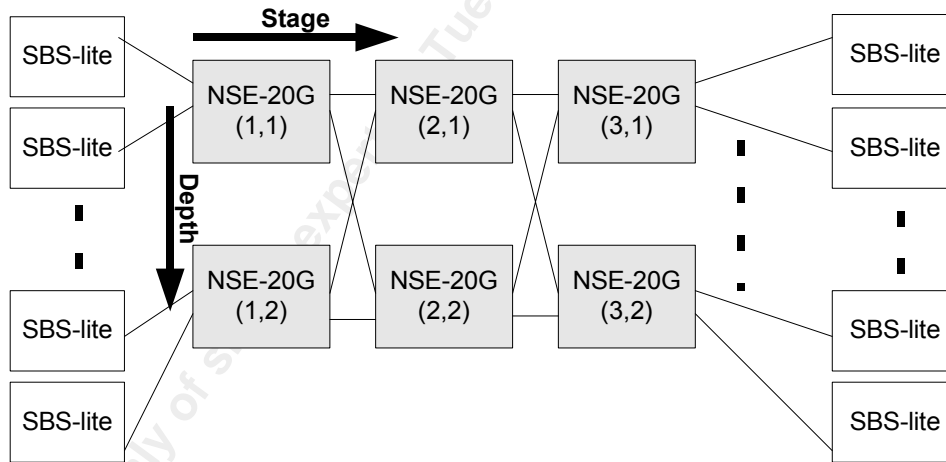 Stage
SBS-lite
SBS-lite
SBS-lite
SBS-lite
Depth
NSE-20G
(1,1)
NSE-20G
(2,1)
NSE-20G
(3,1)
NSE-20G
(1,2)
NSE-20G
(2,2)
NSE-20G
(3,2)
SBS-lite
SBS-lite
SBS-lite
SBS-lite